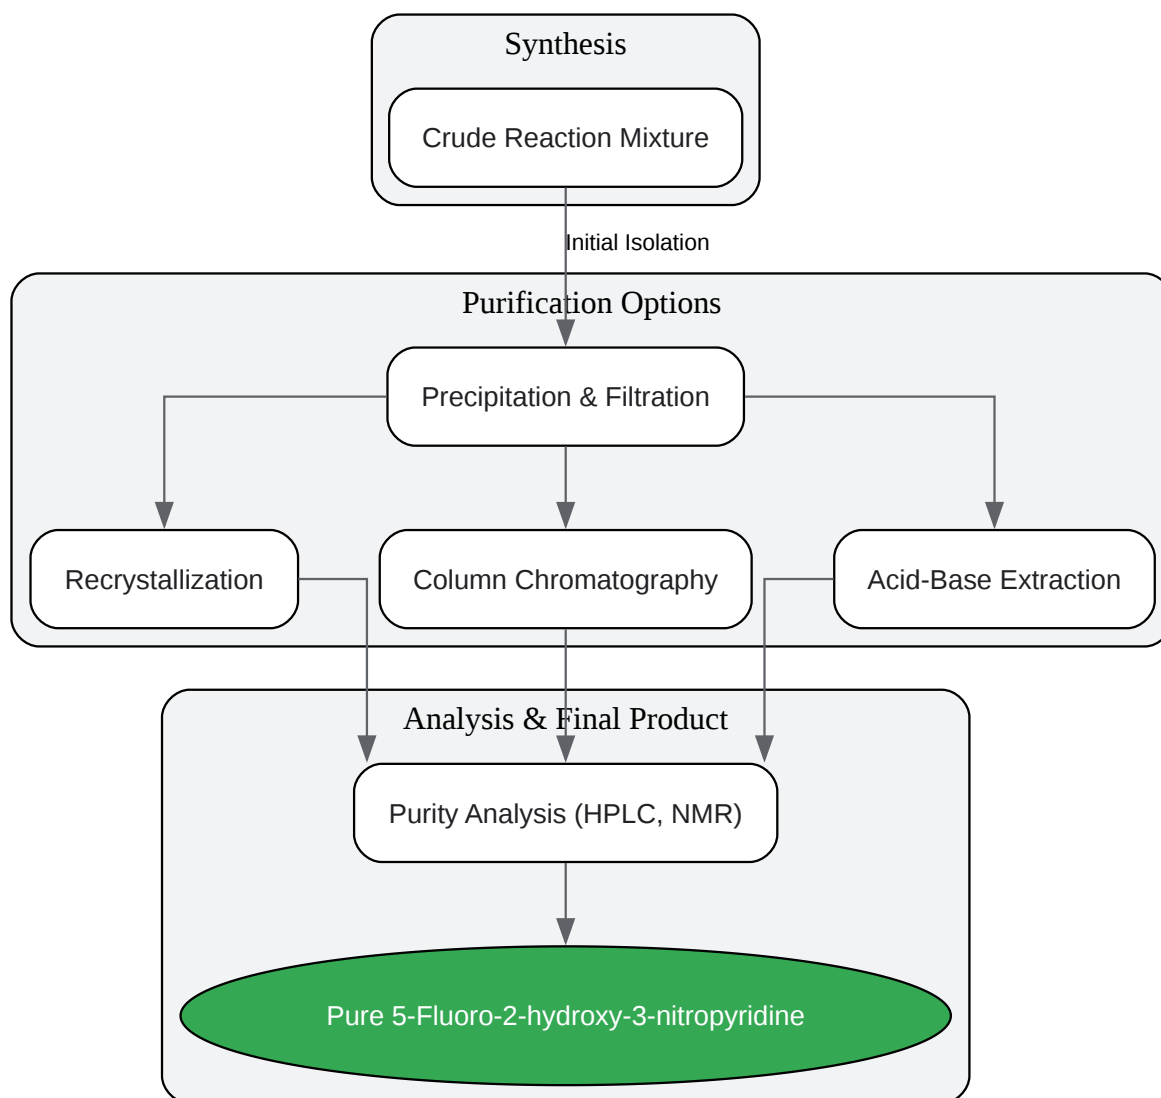 Synthesis
Crude Reaction Mixture
Initial Isolation
Purification Options
Precipitation & Filtration
Recrystallization
Column Chromatography
Acid-Base Extraction
Analysis & Final Product
Purity Analysis (HPLC, NMR)
Pure 5-Fluoro-2-hydroxy-3-nitropyridine